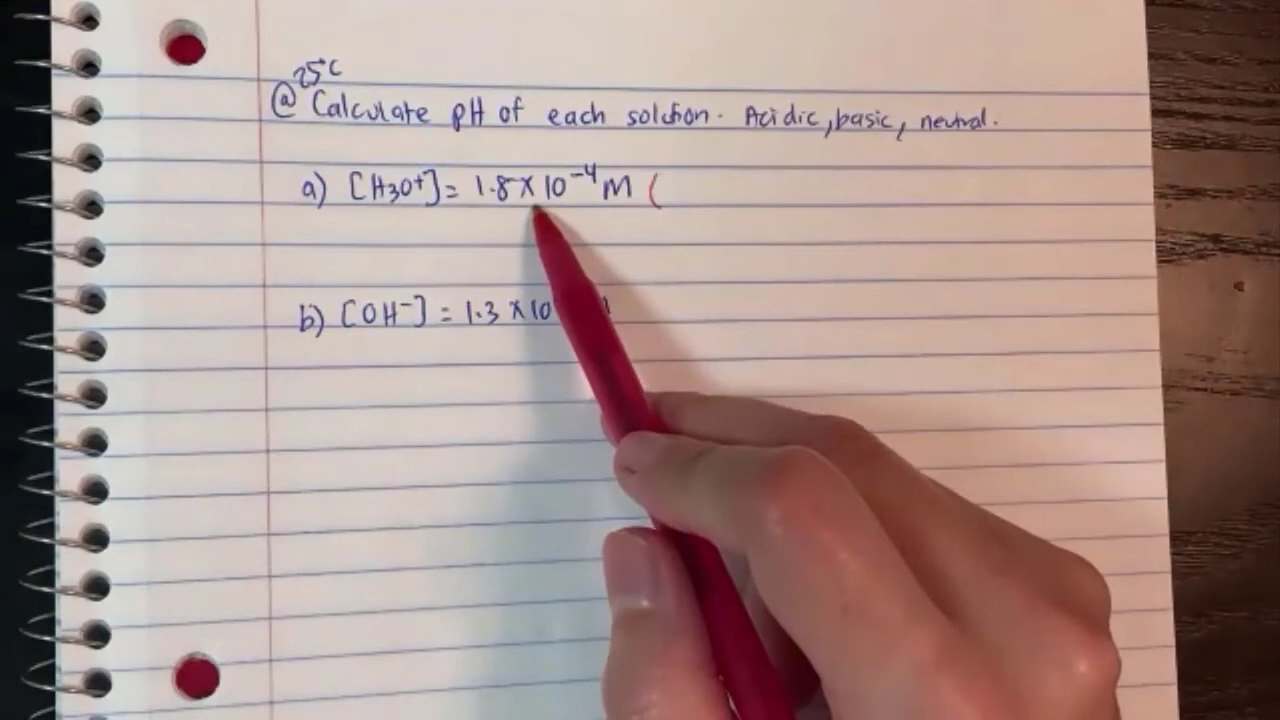 25°C
@ Calculate pH of each solution. Acidic, basic, neutral.
a) [H3O+] = 1.8 × 10⁻⁴ M (
b) [OH⁻] = 1.3 × 10